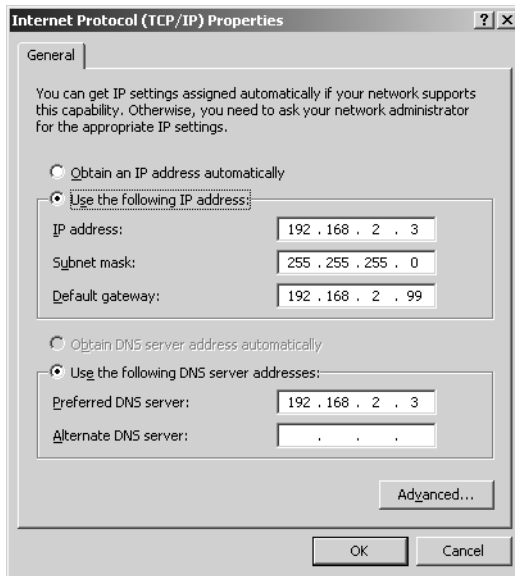 Internet Protocol (TCP/IP) Properties
General
You can get IP settings assigned automatically if your network supports
this capability. Otherwise, you need to ask your network administrator
for the appropriate IP settings.
Obtain an IP address automatically
Use the following IP address:
IP address: 192 . 168 . 2 . 3
Subnet mask: 255 . 255 . 255 . 0
Default gateway: 192 . 168 . 2 . 99
Obtain DNS server address automatically
Use the following DNS server addresses:
Preferred DNS server: 192 . 168 . 2 . 3
Alternate DNS server: . . .
Advanced...
OK Cancel